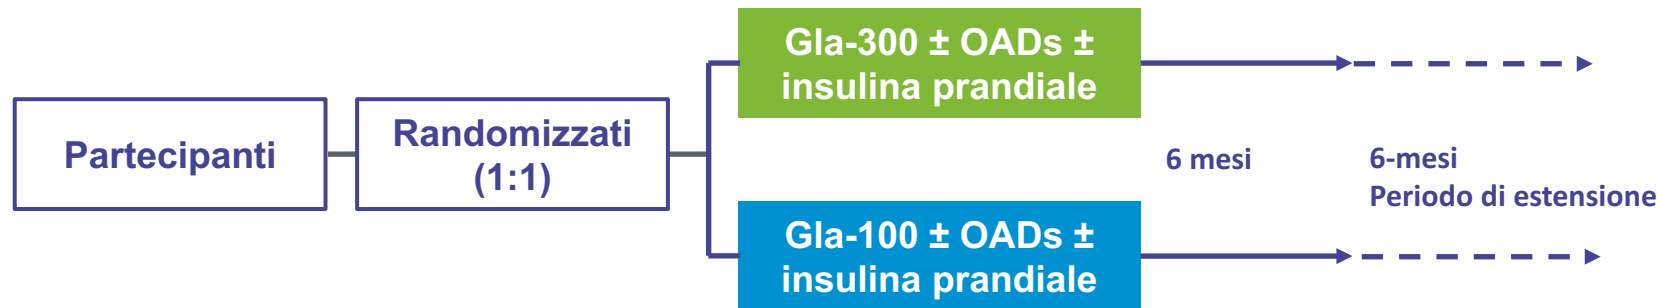 Partecipanti
Randomizzati
(1:1)
Gla-300 ± OADs ±
insulina prandiale
6 mesi
6-mesi
Periodo di estensione
Gla-100 ± OADs ±
insulina prandiale